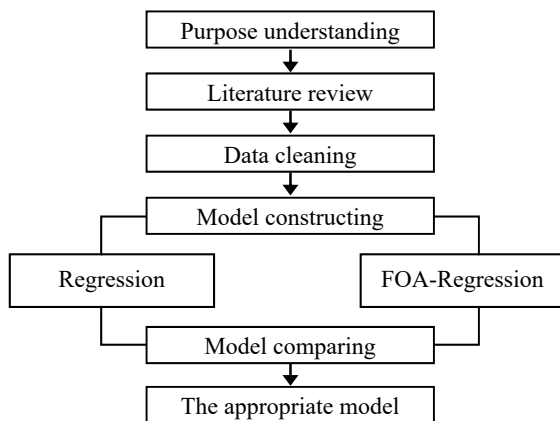 Purpose understanding
Literature review
Data cleaning
Model constructing
Regression
FOA-Regression
Model comparing
The appropriate model